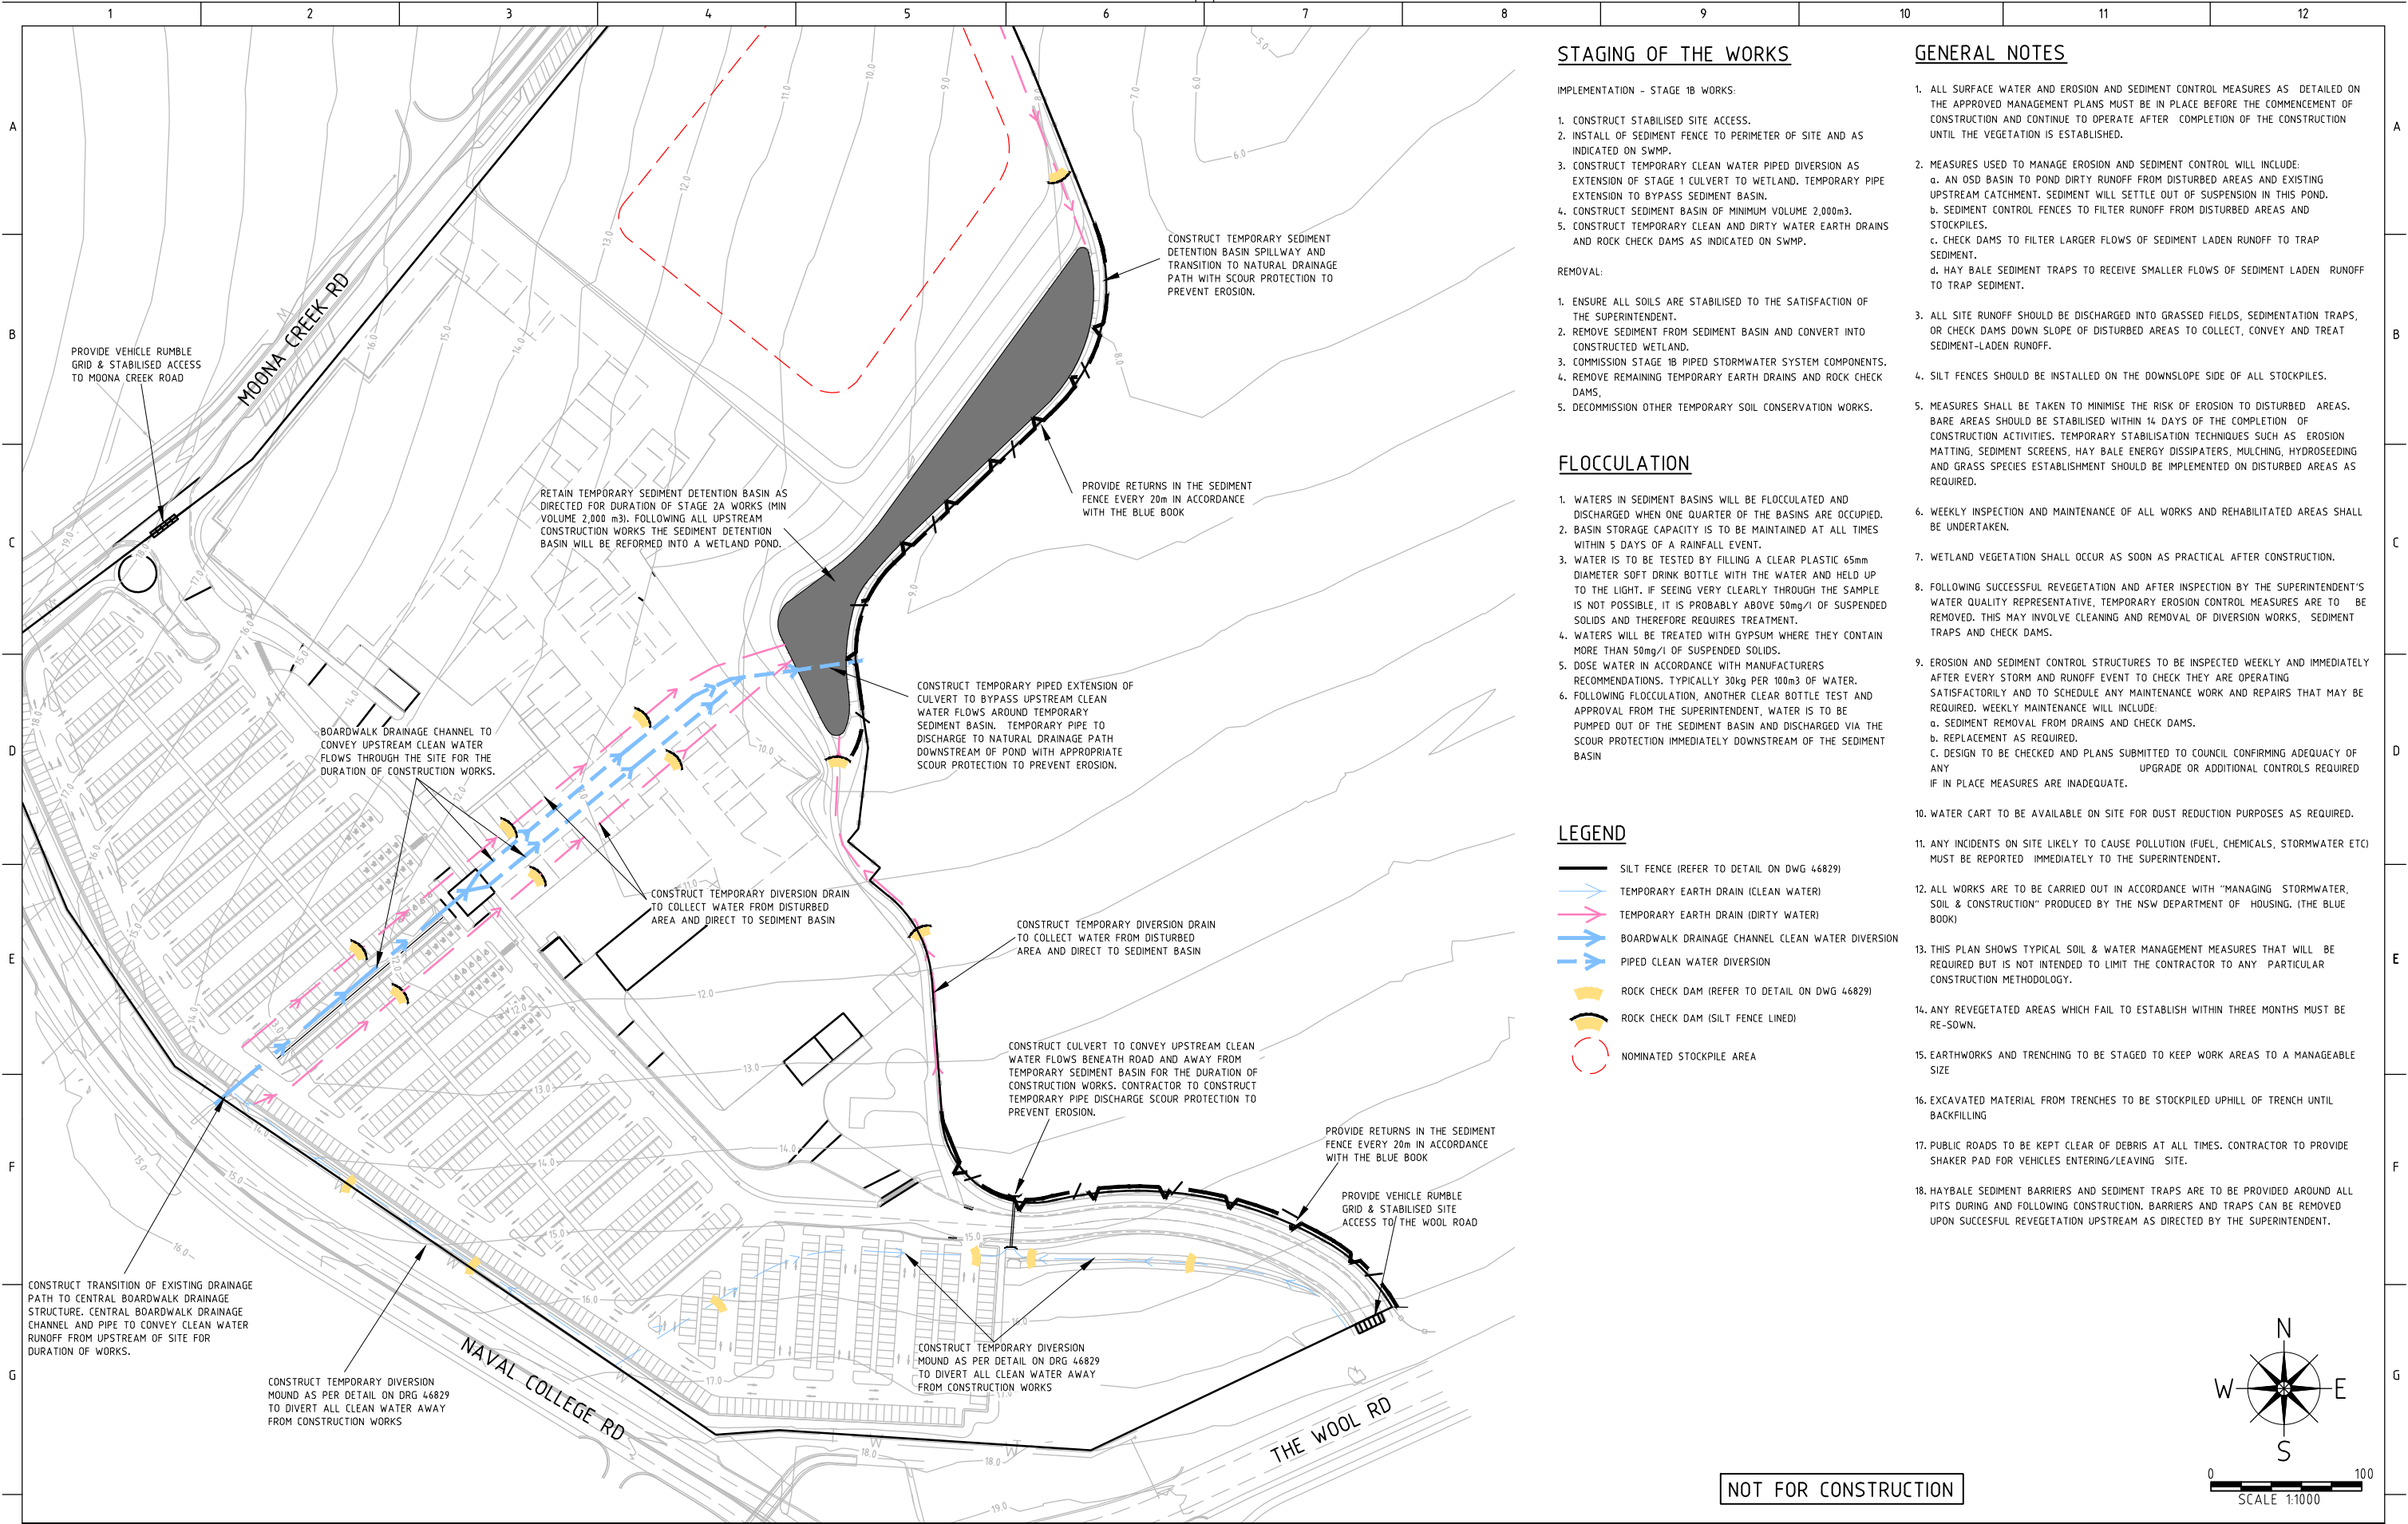 1 2 3 4 5 6 7 8 9 10 11 12
A
B
C
D
E
F
G
A
B
C
D
E
F
G
MOONA CREEK RD
NAVAL COLLEGE RD
THE WOOL RD
PROVIDE VEHICLE RUMBLE
GRID & STABILISED ACCESS
TO MOONA CREEK ROAD
CONSTRUCT TEMPORARY SEDIMENT
DETENTION BASIN SPILLWAY AND
TRANSITION TO NATURAL DRAINAGE
PATH WITH SCOUR PROTECTION TO
PREVENT EROSION.
RETAIN TEMPORARY SEDIMENT DETENTION BASIN AS
DIRECTED FOR DURATION OF STAGE 2A WORKS (MIN
VOLUME 2,000 m3). FOLLOWING ALL UPSTREAM
CONSTRUCTION WORKS THE SEDIMENT DETENTION
BASIN WILL BE REFORMED INTO A WETLAND POND.
PROVIDE RETURNS IN THE SEDIMENT
FENCE EVERY 20m IN ACCORDANCE
WITH THE BLUE BOOK
CONSTRUCT TEMPORARY PIPED EXTENSION OF
CULVERT TO BYPASS UPSTREAM CLEAN
WATER FLOWS AROUND TEMPORARY
SEDIMENT BASIN. TEMPORARY PIPE TO
DISCHARGE TO NATURAL DRAINAGE PATH
DOWNSTREAM OF POND WITH APPROPRIATE
SCOUR PROTECTION TO PREVENT EROSION.
BOARDWALK DRAINAGE CHANNEL TO
CONVEY UPSTREAM CLEAN WATER
FLOWS THROUGH THE SITE FOR THE
DURATION OF CONSTRUCTION WORKS.
CONSTRUCT TEMPORARY DIVERSION DRAIN
TO COLLECT WATER FROM DISTURBED
AREA AND DIRECT TO SEDIMENT BASIN
CONSTRUCT TEMPORARY DIVERSION DRAIN
TO COLLECT WATER FROM DISTURBED
AREA AND DIRECT TO SEDIMENT BASIN
CONSTRUCT CULVERT TO CONVEY UPSTREAM CLEAN
WATER FLOWS BENEATH ROAD AND AWAY FROM
TEMPORARY SEDIMENT BASIN FOR THE DURATION OF
CONSTRUCTION WORKS. CONTRACTOR TO CONSTRUCT
TEMPORARY PIPE DISCHARGE SCOUR PROTECTION TO
PREVENT EROSION.
PROVIDE RETURNS IN THE SEDIMENT
FENCE EVERY 20m IN ACCORDANCE
WITH THE BLUE BOOK
PROVIDE VEHICLE RUMBLE
GRID & STABILISED SITE
ACCESS TO THE WOOL ROAD
CONSTRUCT TRANSITION OF EXISTING DRAINAGE
PATH TO CENTRAL BOARDWALK DRAINAGE
STRUCTURE. CENTRAL BOARDWALK DRAINAGE
CHANNEL AND PIPE TO CONVEY CLEAN WATER
RUNOFF FROM UPSTREAM OF SITE FOR
DURATION OF WORKS.
CONSTRUCT TEMPORARY DIVERSION
MOUND AS PER DETAIL ON DRG 46829
TO DIVERT ALL CLEAN WATER AWAY
FROM CONSTRUCTION WORKS
CONSTRUCT TEMPORARY DIVERSION
MOUND AS PER DETAIL ON DRG 46829
TO DIVERT ALL CLEAN WATER AWAY
FROM CONSTRUCTION WORKS
STAGING OF THE WORKS
IMPLEMENTATION - STAGE 1B WORKS:
1. CONSTRUCT STABILISED SITE ACCESS.
2. INSTALL OF SEDIMENT FENCE TO PERIMETER OF SITE AND AS
INDICATED ON SWMP.
3. CONSTRUCT TEMPORARY CLEAN WATER PIPED DIVERSION AS
EXTENSION OF STAGE 1 CULVERT TO WETLAND. TEMPORARY PIPE
EXTENSION TO BYPASS SEDIMENT BASIN.
4. CONSTRUCT SEDIMENT BASIN OF MINIMUM VOLUME 2,000m3.
5. CONSTRUCT TEMPORARY CLEAN AND DIRTY WATER EARTH DRAINS
AND ROCK CHECK DAMS AS INDICATED ON SWMP.
REMOVAL:
1. ENSURE ALL SOILS ARE STABILISED TO THE SATISFACTION OF
THE SUPERINTENDENT.
2. REMOVE SEDIMENT FROM SEDIMENT BASIN AND CONVERT INTO
CONSTRUCTED WETLAND.
3. COMMISSION STAGE 1B PIPED STORMWATER SYSTEM COMPONENTS.
4. REMOVE REMAINING TEMPORARY EARTH DRAINS AND ROCK CHECK
DAMS,
5. DECOMMISSION OTHER TEMPORARY SOIL CONSERVATION WORKS.
FLOCCULATION
1. WATERS IN SEDIMENT BASINS WILL BE FLOCCULATED AND
DISCHARGED WHEN ONE QUARTER OF THE BASINS ARE OCCUPIED.
2. BASIN STORAGE CAPACITY IS TO BE MAINTAINED AT ALL TIMES
WITHIN 5 DAYS OF A RAINFALL EVENT.
3. WATER IS TO BE TESTED BY FILLING A CLEAR PLASTIC 65mm
DIAMETER SOFT DRINK BOTTLE WITH THE WATER AND HELD UP
TO THE LIGHT. IF SEEING VERY CLEARLY THROUGH THE SAMPLE
IS NOT POSSIBLE, IT IS PROBABLY ABOVE 50mg/l OF SUSPENDED
SOLIDS AND THEREFORE REQUIRES TREATMENT.
4. WATERS WILL BE TREATED WITH GYPSUM WHERE THEY CONTAIN
MORE THAN 50mg/l OF SUSPENDED SOLIDS.
5. DOSE WATER IN ACCORDANCE WITH MANUFACTURERS
RECOMMENDATIONS. TYPICALLY 30kg PER 100m3 OF WATER.
6. FOLLOWING FLOCCULATION, ANOTHER CLEAR BOTTLE TEST AND
APPROVAL FROM THE SUPERINTENDENT, WATER IS TO BE
PUMPED OUT OF THE SEDIMENT BASIN AND DISCHARGED VIA THE
SCOUR PROTECTION IMMEDIATELY DOWNSTREAM OF THE SEDIMENT
BASIN
LEGEND
SILT FENCE (REFER TO DETAIL ON DWG 46829)
TEMPORARY EARTH DRAIN (CLEAN WATER)
TEMPORARY EARTH DRAIN (DIRTY WATER)
BOARDWALK DRAINAGE CHANNEL CLEAN WATER DIVERSION
PIPED CLEAN WATER DIVERSION
ROCK CHECK DAM (REFER TO DETAIL ON DWG 46829)
ROCK CHECK DAM (SILT FENCE LINED)
NOMINATED STOCKPILE AREA
GENERAL NOTES
1. ALL SURFACE WATER AND EROSION AND SEDIMENT CONTROL MEASURES AS DETAILED ON
THE APPROVED MANAGEMENT PLANS MUST BE IN PLACE BEFORE THE COMMENCEMENT OF
CONSTRUCTION AND CONTINUE TO OPERATE AFTER COMPLETION OF THE CONSTRUCTION
UNTIL THE VEGETATION IS ESTABLISHED.
2. MEASURES USED TO MANAGE EROSION AND SEDIMENT CONTROL WILL INCLUDE:
a. AN OSD BASIN TO POND DIRTY RUNOFF FROM DISTURBED AREAS AND EXISTING
UPSTREAM CATCHMENT. SEDIMENT WILL SETTLE OUT OF SUSPENSION IN THIS POND.
b. SEDIMENT CONTROL FENCES TO FILTER RUNOFF FROM DISTURBED AREAS AND
STOCKPILES.
c. CHECK DAMS TO FILTER LARGER FLOWS OF SEDIMENT LADEN RUNOFF TO TRAP
SEDIMENT.
d. HAY BALE SEDIMENT TRAPS TO RECEIVE SMALLER FLOWS OF SEDIMENT LADEN RUNOFF
TO TRAP SEDIMENT.
3. ALL SITE RUNOFF SHOULD BE DISCHARGED INTO GRASSED FIELDS, SEDIMENTATION TRAPS,
OR CHECK DAMS DOWN SLOPE OF DISTURBED AREAS TO COLLECT, CONVEY AND TREAT
SEDIMENT-LADEN RUNOFF.
4. SILT FENCES SHOULD BE INSTALLED ON THE DOWNSLOPE SIDE OF ALL STOCKPILES.
5. MEASURES SHALL BE TAKEN TO MINIMISE THE RISK OF EROSION TO DISTURBED AREAS.
BARE AREAS SHOULD BE STABILISED WITHIN 14 DAYS OF THE COMPLETION OF
CONSTRUCTION ACTIVITIES. TEMPORARY STABILISATION TECHNIQUES SUCH AS EROSION
MATTING, SEDIMENT SCREENS, HAY BALE ENERGY DISSIPATERS, MULCHING, HYDROSEEDING
AND GRASS SPECIES ESTABLISHMENT SHOULD BE IMPLEMENTED ON DISTURBED AREAS AS
REQUIRED.
6. WEEKLY INSPECTION AND MAINTENANCE OF ALL WORKS AND REHABILITATED AREAS SHALL
BE UNDERTAKEN.
7. WETLAND VEGETATION SHALL OCCUR AS SOON AS PRACTICAL AFTER CONSTRUCTION.
8. FOLLOWING SUCCESSFUL REVEGETATION AND AFTER INSPECTION BY THE SUPERINTENDENT'S
WATER QUALITY REPRESENTATIVE, TEMPORARY EROSION CONTROL MEASURES ARE TO BE
REMOVED. THIS MAY INVOLVE CLEANING AND REMOVAL OF DIVERSION WORKS, SEDIMENT
TRAPS AND CHECK DAMS.
9. EROSION AND SEDIMENT CONTROL STRUCTURES TO BE INSPECTED WEEKLY AND IMMEDIATELY
AFTER EVERY STORM AND RUNOFF EVENT TO CHECK THEY ARE OPERATING
SATISFACTORILY AND TO SCHEDULE ANY MAINTENANCE WORK AND REPAIRS THAT MAY BE
REQUIRED. WEEKLY MAINTENANCE WILL INCLUDE:
a. SEDIMENT REMOVAL FROM DRAINS AND CHECK DAMS.
b. REPLACEMENT AS REQUIRED.
C. DESIGN TO BE CHECKED AND PLANS SUBMITTED TO COUNCIL CONFIRMING ADEQUACY OF
ANY UPGRADE OR ADDITIONAL CONTROLS REQUIRED
IF IN PLACE MEASURES ARE INADEQUATE.
10. WATER CART TO BE AVAILABLE ON SITE FOR DUST REDUCTION PURPOSES AS REQUIRED.
11. ANY INCIDENTS ON SITE LIKELY TO CAUSE POLLUTION (FUEL, CHEMICALS, STORMWATER ETC)
MUST BE REPORTED IMMEDIATELY TO THE SUPERINTENDENT.
12. ALL WORKS ARE TO BE CARRIED OUT IN ACCORDANCE WITH "MANAGING STORMWATER,
SOIL & CONSTRUCTION" PRODUCED BY THE NSW DEPARTMENT OF HOUSING. (THE BLUE
BOOK)
13. THIS PLAN SHOWS TYPICAL SOIL & WATER MANAGEMENT MEASURES THAT WILL BE
REQUIRED BUT IS NOT INTENDED TO LIMIT THE CONTRACTOR TO ANY PARTICULAR
CONSTRUCTION METHODOLOGY.
14. ANY REVEGETATED AREAS WHICH FAIL TO ESTABLISH WITHIN THREE MONTHS MUST BE
RE-SOWN.
15. EARTHWORKS AND TRENCHING TO BE STAGED TO KEEP WORK AREAS TO A MANAGEABLE
SIZE
16. EXCAVATED MATERIAL FROM TRENCHES TO BE STOCKPILED UPHILL OF TRENCH UNTIL
BACKFILLING
17. PUBLIC ROADS TO BE KEPT CLEAR OF DEBRIS AT ALL TIMES. CONTRACTOR TO PROVIDE
SHAKER PAD FOR VEHICLES ENTERING/LEAVING SITE.
18. HAYBALE SEDIMENT BARRIERS AND SEDIMENT TRAPS ARE TO BE PROVIDED AROUND ALL
PITS DURING AND FOLLOWING CONSTRUCTION. BARRIERS AND TRAPS CAN BE REMOVED
UPON SUCCESFUL REVEGETATION UPSTREAM AS DIRECTED BY THE SUPERINTENDENT.
N
W E
S
0 100
SCALE 1:1000
NOT FOR CONSTRUCTION